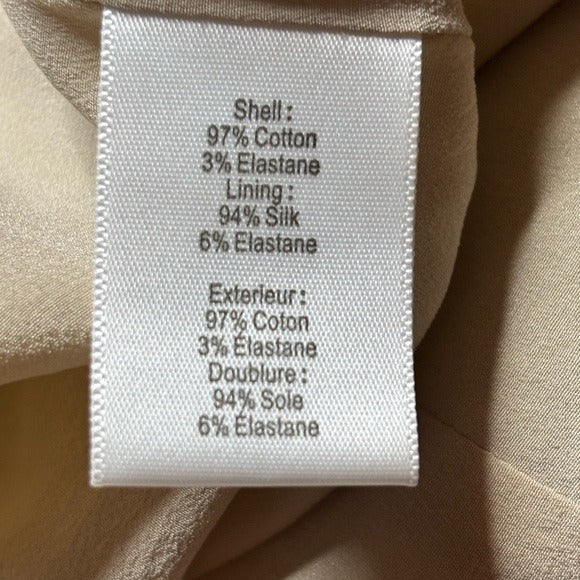 Shell :
97% Cotton
3% Elastane
Lining :
94% Silk
6% Elastane
Exterieur :
97% Coton
3% Élastane
Doublure :
94% Sole
6% Élastane